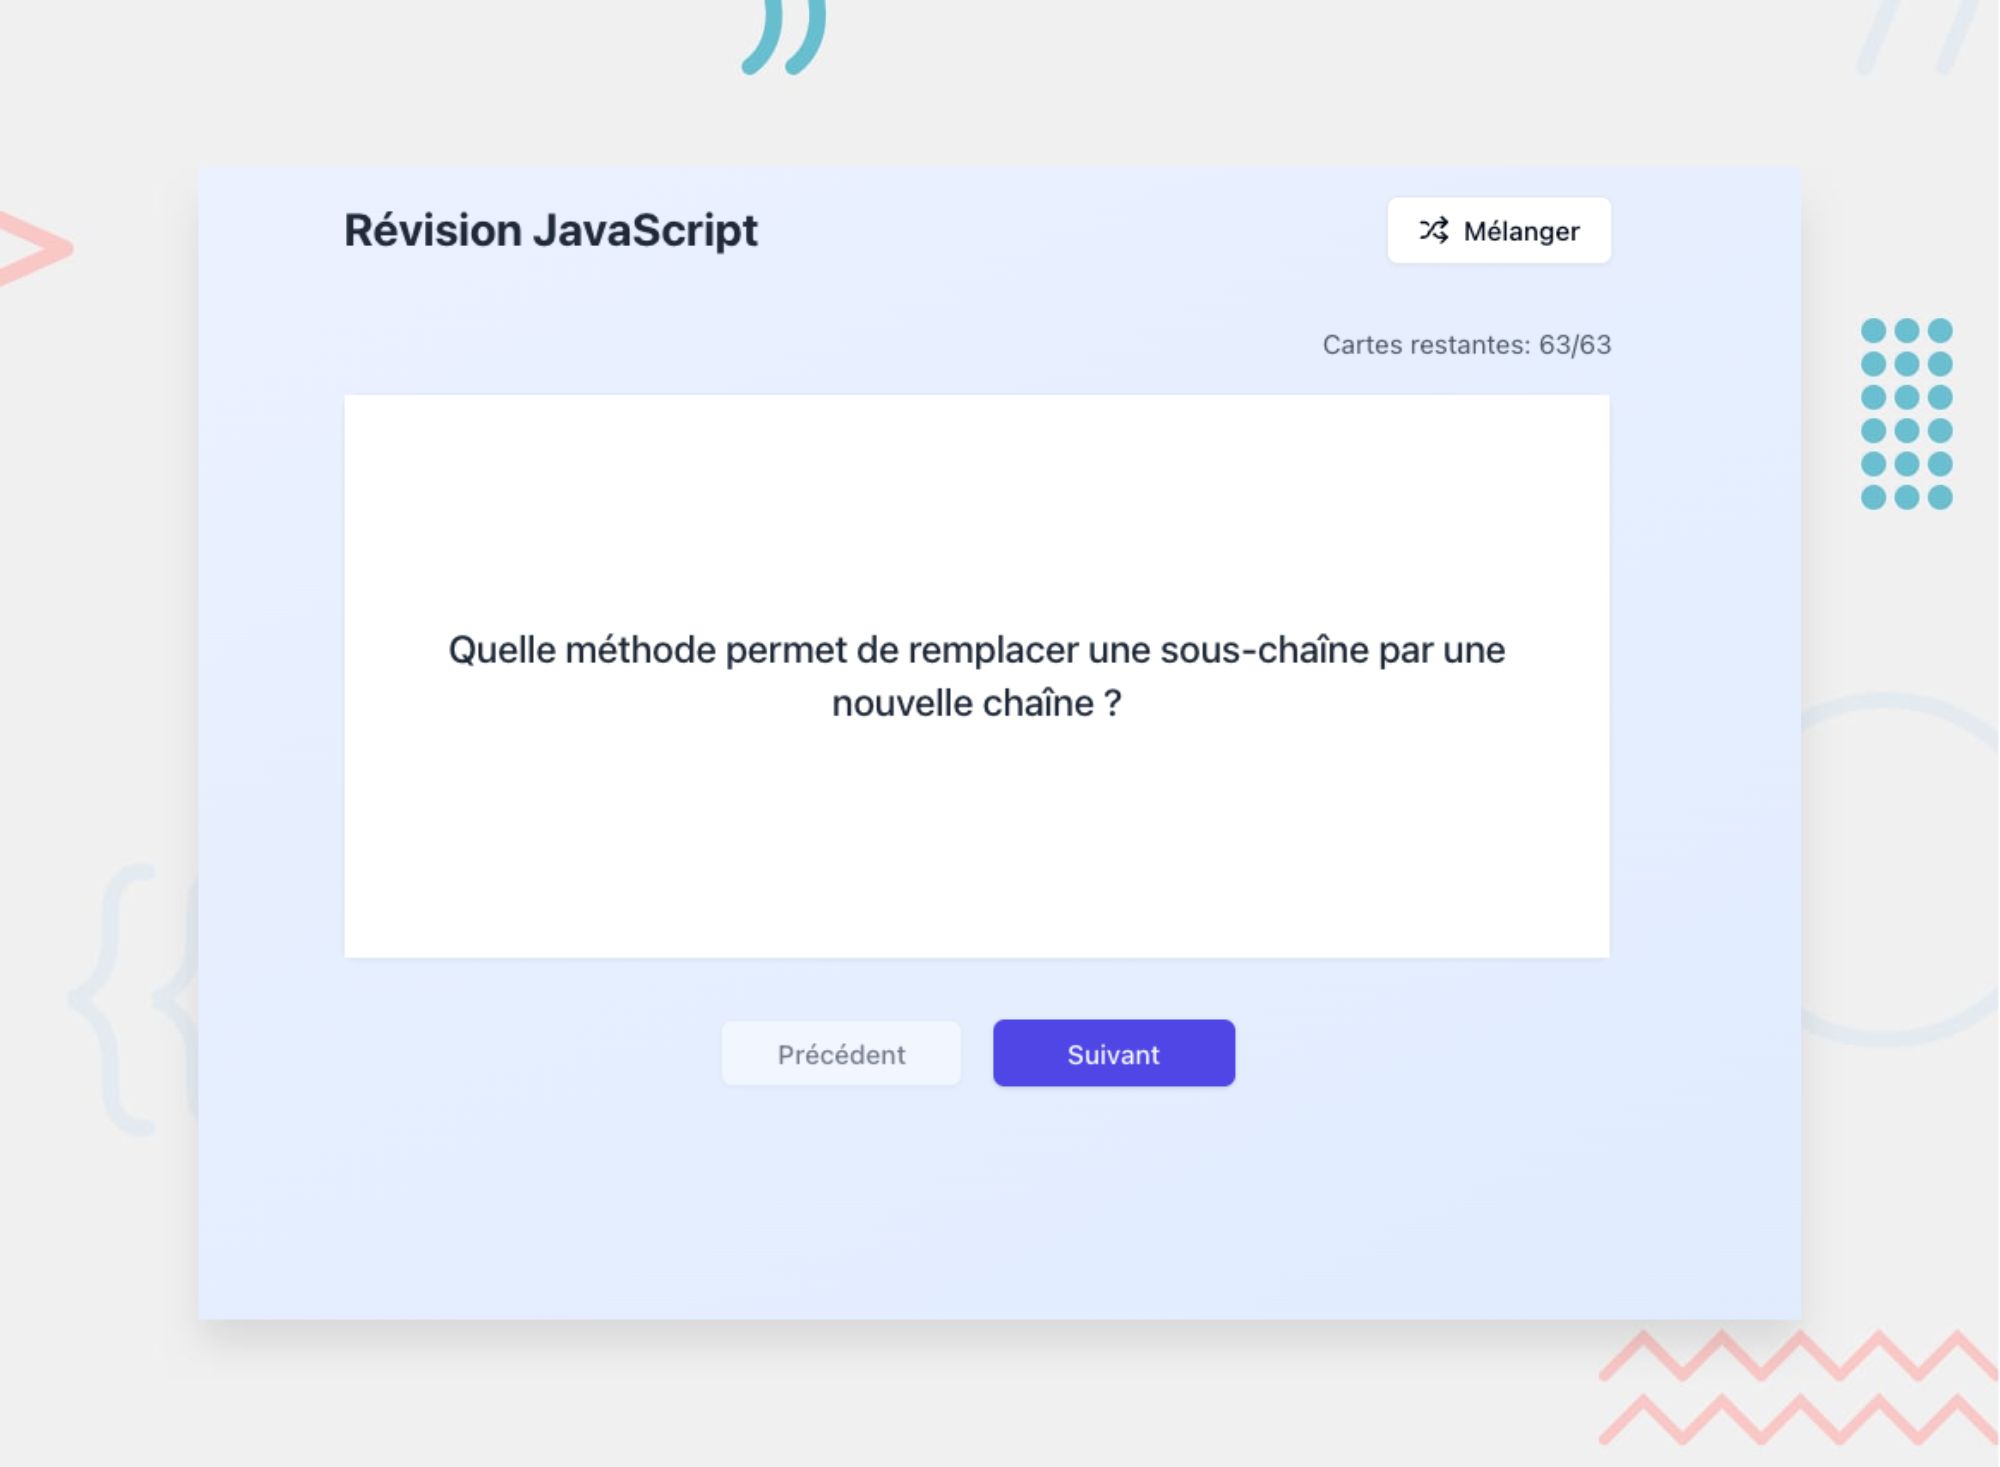 Révision JavaScript
Mélanger
Cartes restantes: 63/63
Quelle méthode permet de remplacer une sous-chaîne par une
nouvelle chaîne ?
Précédent
Suivant